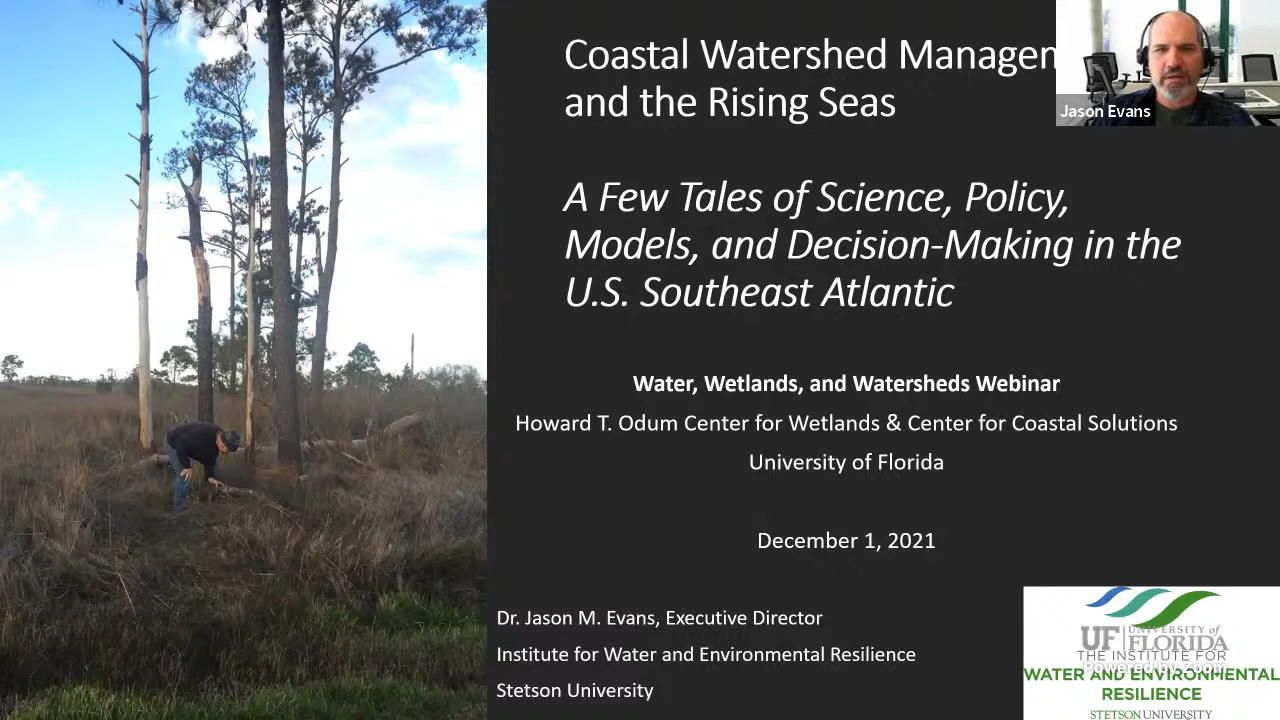 Coastal Watershed Managem
and the Rising Seas
Jason Evans
A Few Tales of Science, Policy,
Models, and Decision-Making in the
U.S. Southeast Atlantic
Water, Wetlands, and Watersheds Webinar
Howard T. Odum Center for Wetlands & Center for Coastal Solutions
University of Florida
December 1, 2021
Dr. Jason M. Evans, Executive Director
Institute for Water and Environmental Resilience
Stetson University
UF UNIVERSITY of
FLORIDA
THE INSTITUTE FOR
Powered by Zoom
WATER AND ENVIRONMENTAL
RESILIENCE
STETSON UNIVERSITY